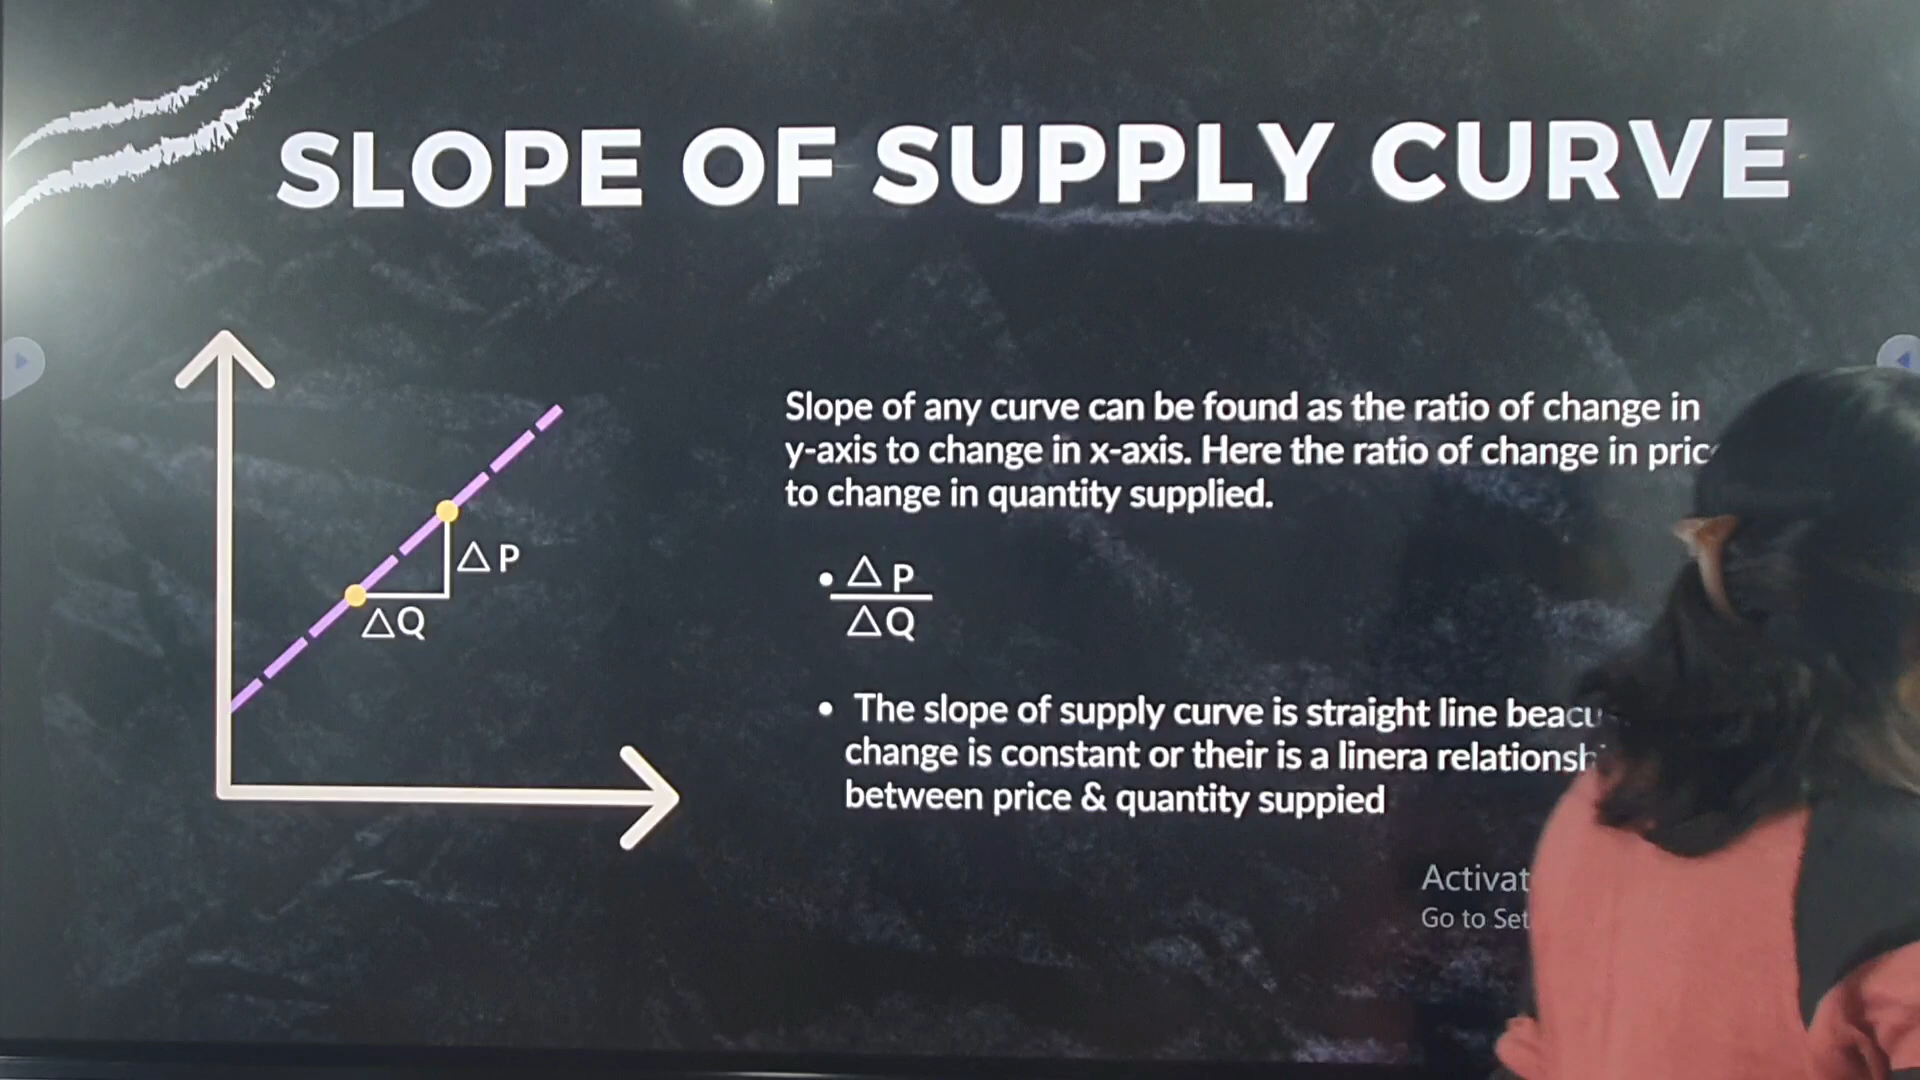 SLOPE OF SUPPLY CURVE
Slope of any curve can be found as the ratio of change in
y-axis to change in x-axis. Here the ratio of change in
to change in quantity supplied.
△ P
△Q
• △ P
△Q
• The slope of supply curve is straight line
change is constant or their is a linera
between price & quantity suppied
Go to